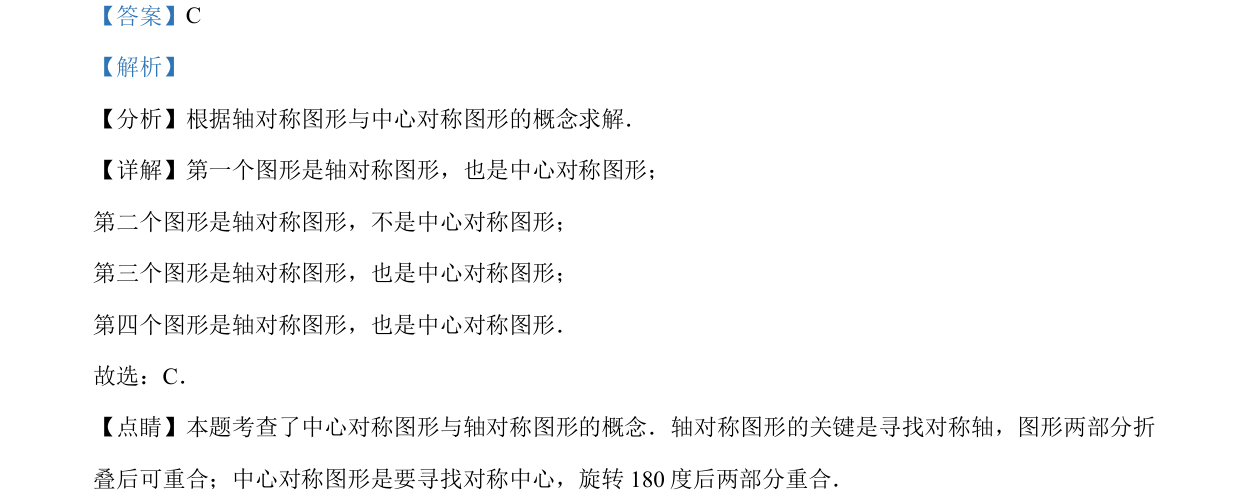 【答案】C
【解析】
【分析】根据轴对称图形与中心对称图形的概念求解．
【详解】第一个图形是轴对称图形，也是中心对称图形；
第二个图形是轴对称图形，不是中心对称图形；
第三个图形是轴对称图形，也是中心对称图形；
第四个图形是轴对称图形，也是中心对称图形．
故选：C．
【点睛】本题考查了中心对称图形与轴对称图形的概念．轴对称图形的关键是寻找对称轴，图形两部分折
叠后可重合；中心对称图形是要寻找对称中心，旋转 180 度后两部分重合．